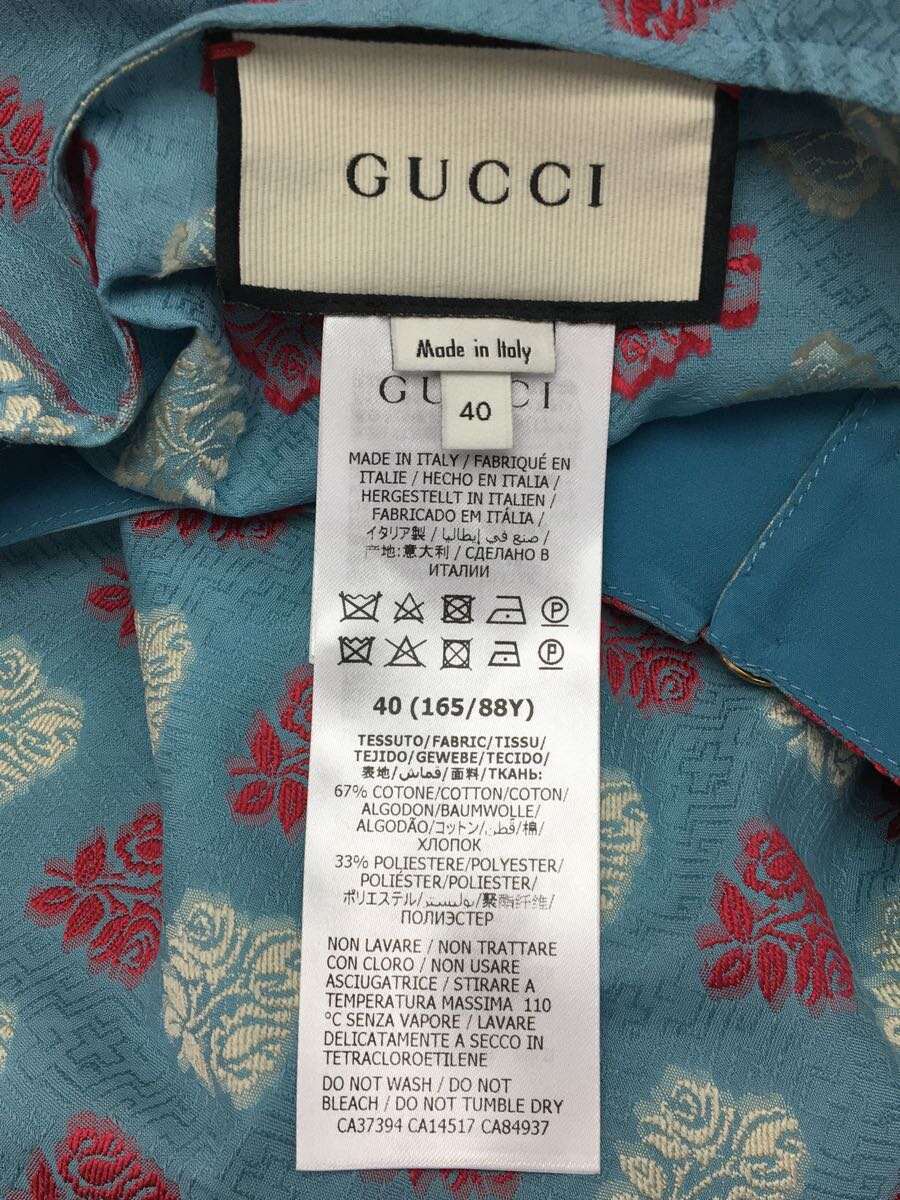 GUCCI
Made in Italy
GUCCI
40
MADE IN ITALY / FABRIQUÉ EN
ITALIE / HECHO EN ITALIA /
HERGESTELLT IN ITALIEN /
FABRICADO EM ITÁLIA /
イタリア製 / صنع في إيطاليا /
产地:意大利 / СДЕЛАНО В
ИТАЛИИ
P
P
40 (165/88Y)
TESSUTO/FABRIC/TISSU/
TEJIDO/GEWEBE/TECIDO/
表地/قماش/面料/ТКАНЬ:
67% COTONE/COTTON/COTON/
ALGODON/BAUMWOLLE/
ALGODÃO/コットン/قطن/棉/
ХЛОПОК
33% POLIESTERE/POLYESTER/
POLIÉSTER/POLYESTER/
ポリエステル/بوليستر/聚酯纤维/
ПОЛИЭСТЕР
NON LAVARE / NON TRATTARE
CON CLORO / NON USARE
ASCIUGATRICE / STIRARE A
TEMPERATURA MASSIMA 110
°C SENZA VAPORE / LAVARE
DELICATAMENTE A SECCO IN
TETRACLOROETILENE
DO NOT WASH / DO NOT
BLEACH / DO NOT TUMBLE DRY
CA37394 CA14517 CA84937